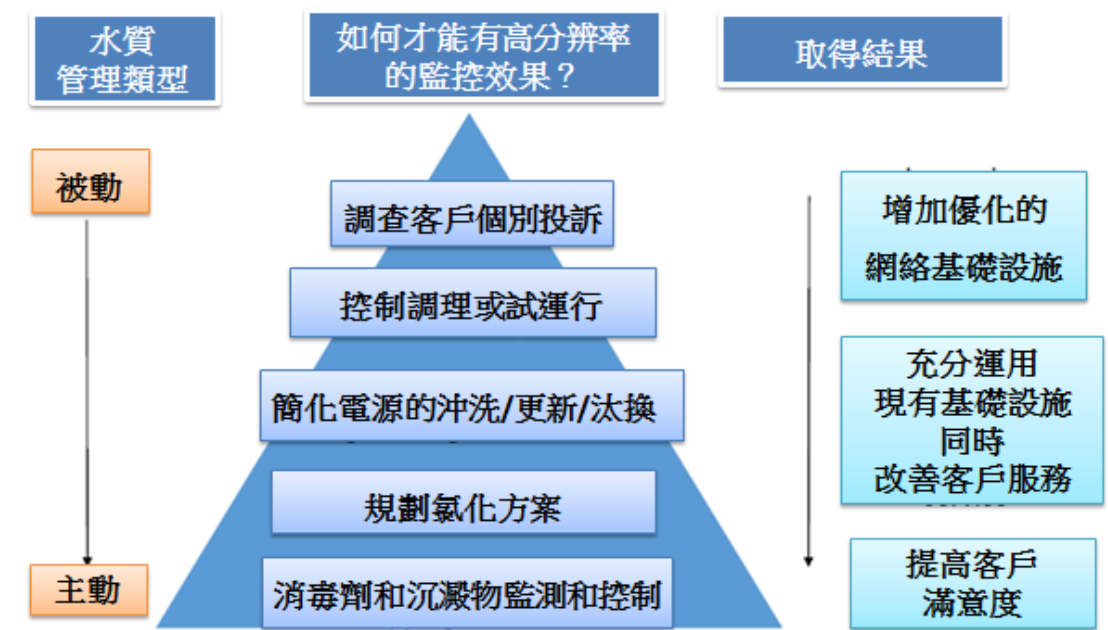 水質
管理類型
如何才能有高分辨率
的監控效果？
取得結果
被動
主動
調查客戶個別投訴
控制調理或試運行
簡化電源的沖洗/更新/汰換
規劃氯化方案
消毒劑和沉澱物監測和控制
增加優化的
網絡基礎設施
充分運用
現有基礎設施
同時
改善客戶服務
提高客戶
滿意度